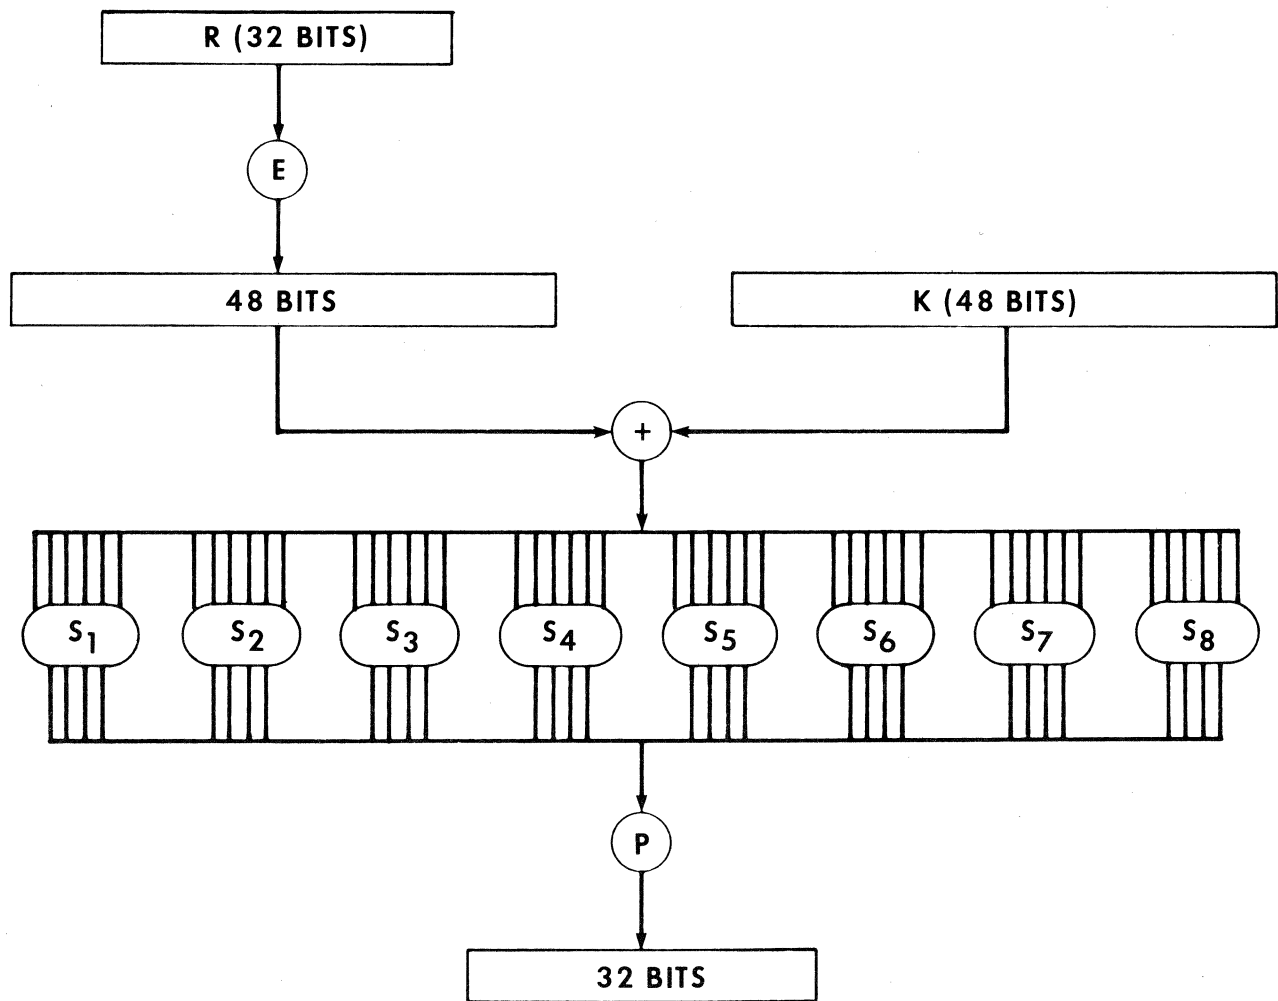 R (32 BITS)
E
48 BITS
K (48 BITS)
+
S1 S2 S3 S4 S5 S6 S7 S8
P
32 BITS